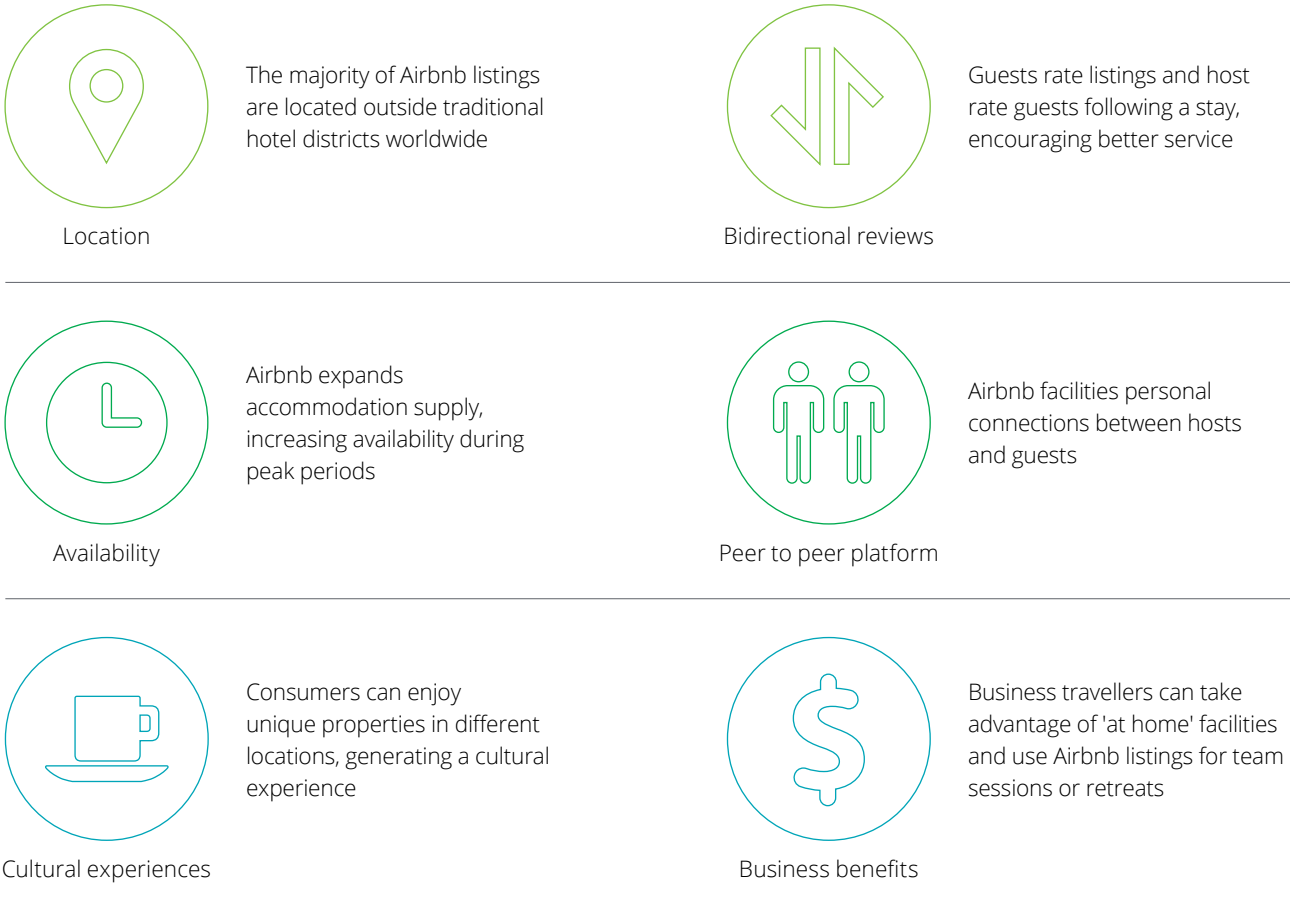 The majority of Airbnb listings
are located outside traditional
hotel districts worldwide
Location
Guests rate listings and host
rate guests following a stay,
encouraging better service
Bidirectional reviews
Airbnb expands
accommodation supply,
increasing availability during
peak periods
Availability
Airbnb facilities personal
connections between hosts
and guests
Peer to peer platform
Consumers can enjoy
unique properties in different
locations, generating a cultural
experience
Cultural experiences
Business travellers can take
advantage of 'at home' facilities
and use Airbnb listings for team
sessions or retreats
Business benefits